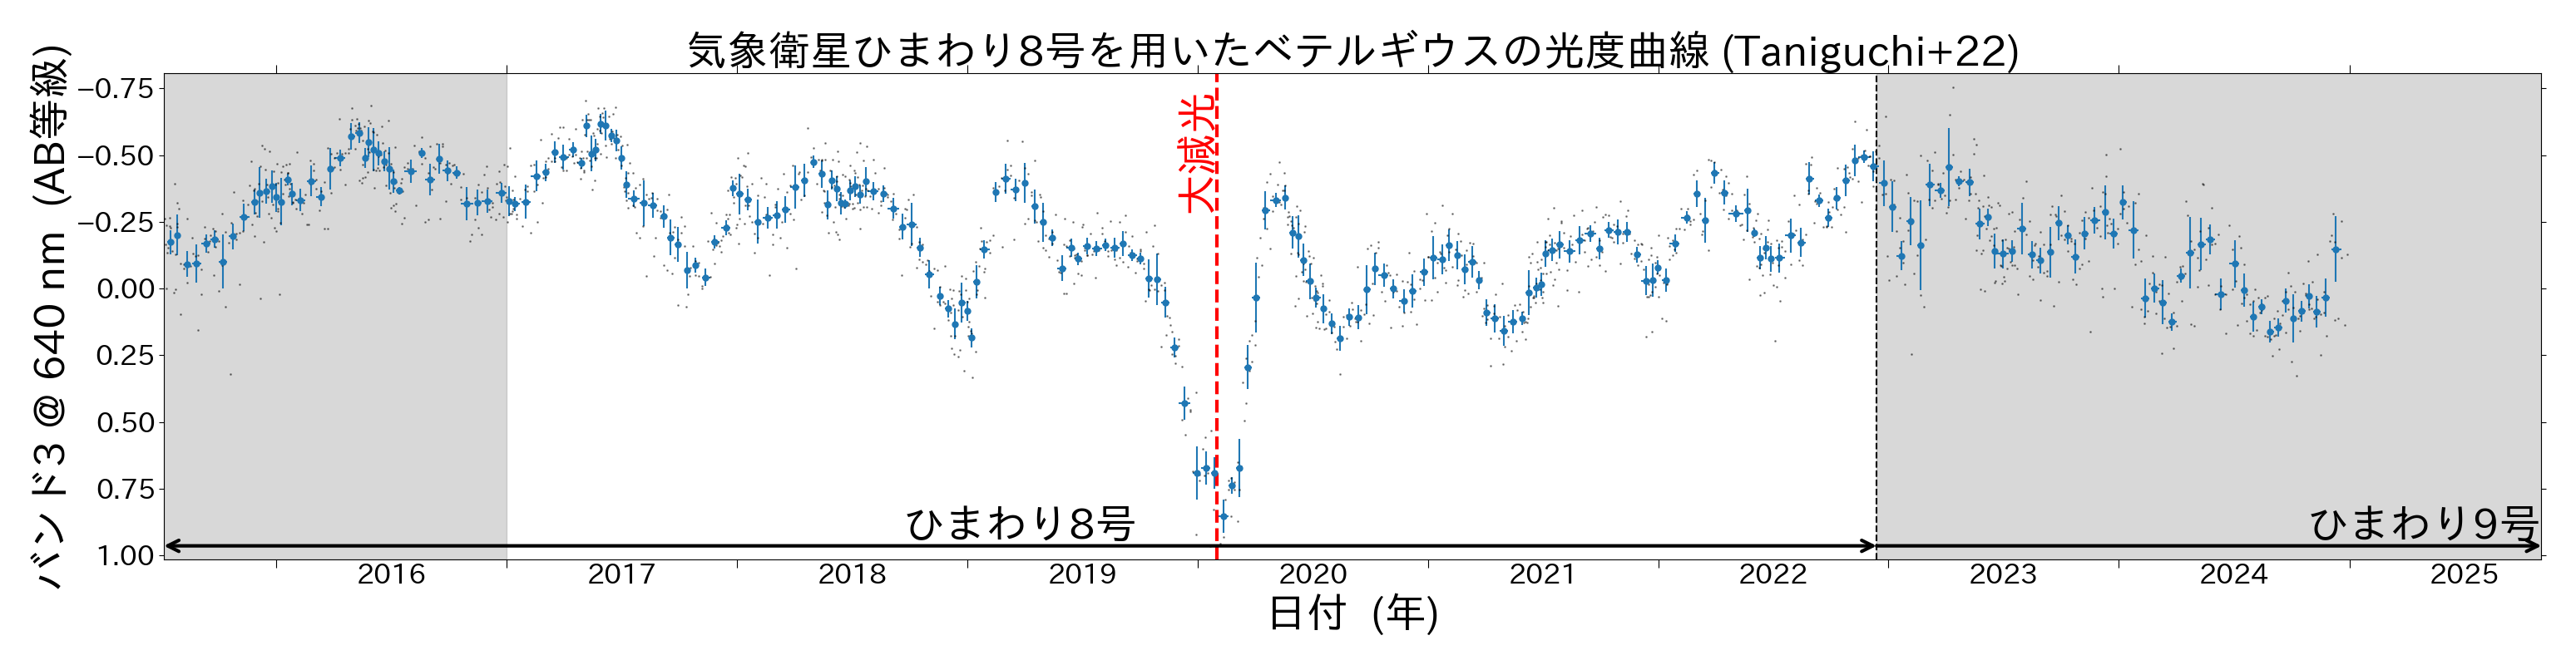 気象衛星ひまわり8号を用いたベテルギウスの光度曲線 (Taniguchi+22)
バンド3 @ 640 nm (AB等級)
−0.75
−0.50
−0.25
0.00
0.25
0.50
0.75
1.00
大減光
ひまわり8号
ひまわり9号
2016 2017 2018 2019 2020 2021 2022 2023 2024 2025
日付 (年)